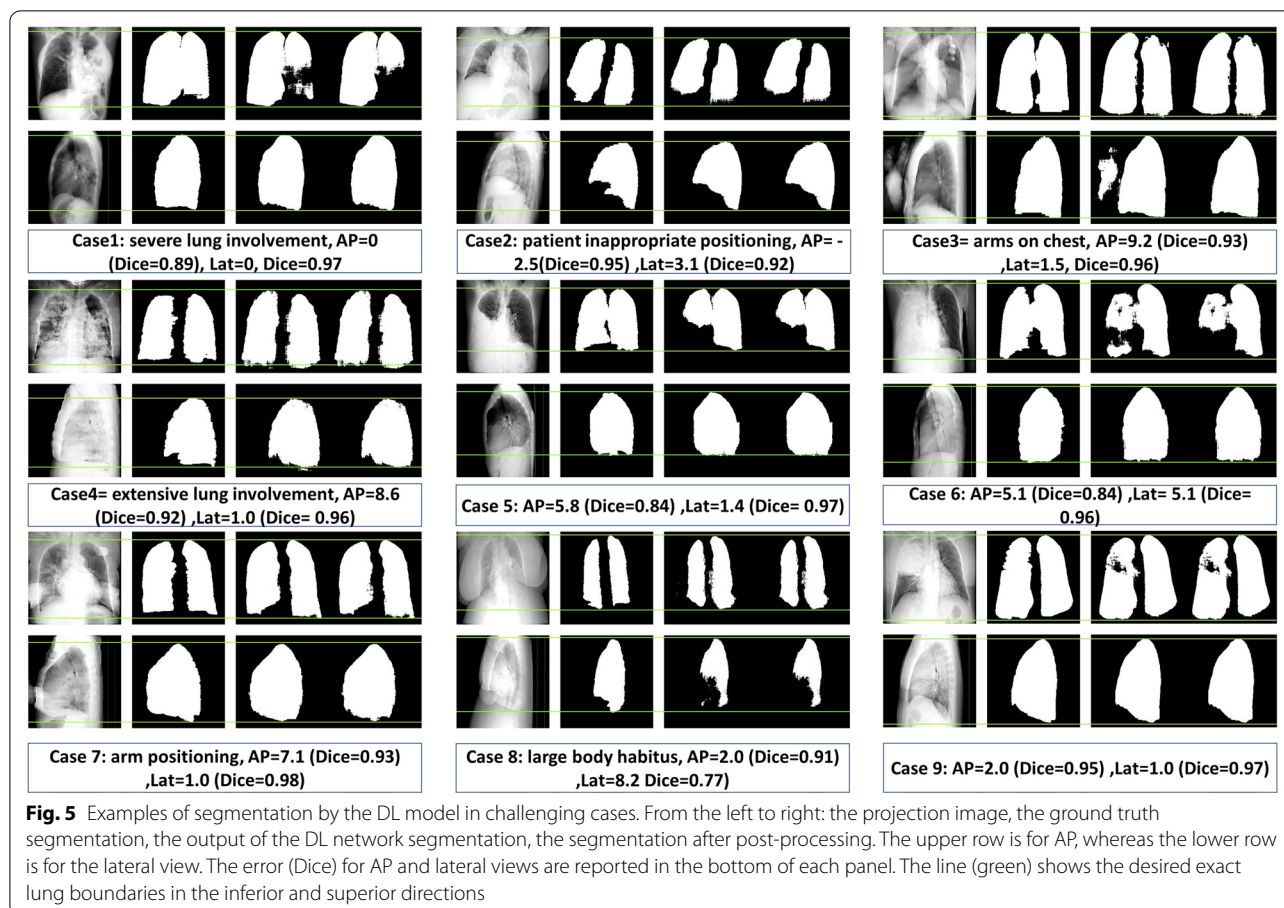 Case1: severe lung involvement, AP=0
(Dice=0.89), Lat=0, Dice=0.97
Case2: patient inappropriate positioning, AP= -
2.5(Dice=0.95) ,Lat=3.1 (Dice=0.92)
Case3= arms on chest, AP=9.2 (Dice=0.93)
,Lat=1.5, Dice=0.96)
Case4= extensive lung involvement, AP=8.6
(Dice=0.92) ,Lat=1.0 (Dice= 0.96)
Case 5: AP=5.8 (Dice=0.84) ,Lat=1.4 (Dice= 0.97)
Case 6: AP=5.1 (Dice=0.84) ,Lat= 5.1 (Dice=
0.96)
Case 7: arm positioning, AP=7.1 (Dice=0.93)
,Lat=1.0 (Dice=0.98)
Case 8: large body habitus, AP=2.0 (Dice=0.91)
,Lat=8.2 Dice=0.77)
Case 9: AP=2.0 (Dice=0.95) ,Lat=1.0 (Dice=0.97)
Fig. 5 Examples of segmentation by the DL model in challenging cases. From the left to right: the projection image, the ground truth
segmentation, the output of the DL network segmentation, the segmentation after post-processing. The upper row is for AP, whereas the lower row
is for the lateral view. The error (Dice) for AP and lateral views are reported in the bottom of each panel. The line (green) shows the desired exact
lung boundaries in the inferior and superior directions